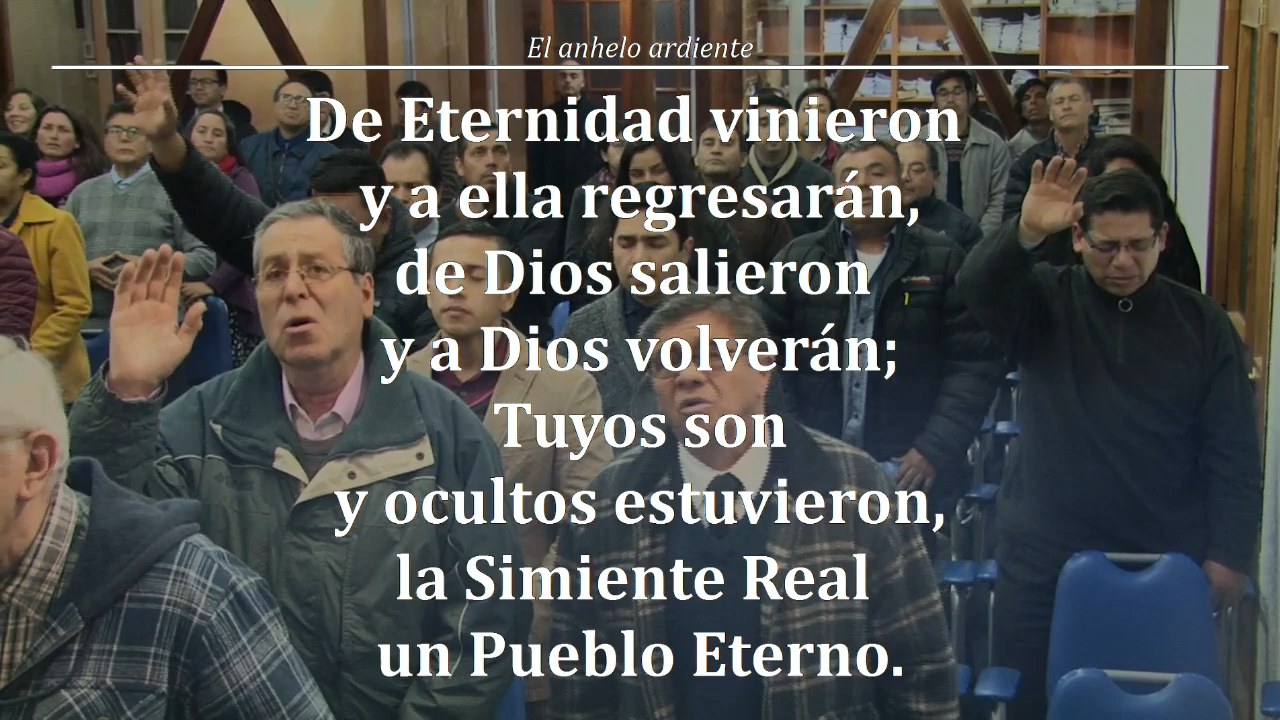 El anhelo ardiente
De Eternidad vinieron
y a ella regresarán,
de Dios salieron
y a Dios volverán;
Tuyos son
y ocultos estuvieron,
la Simiente Real
un Pueblo Eterno.